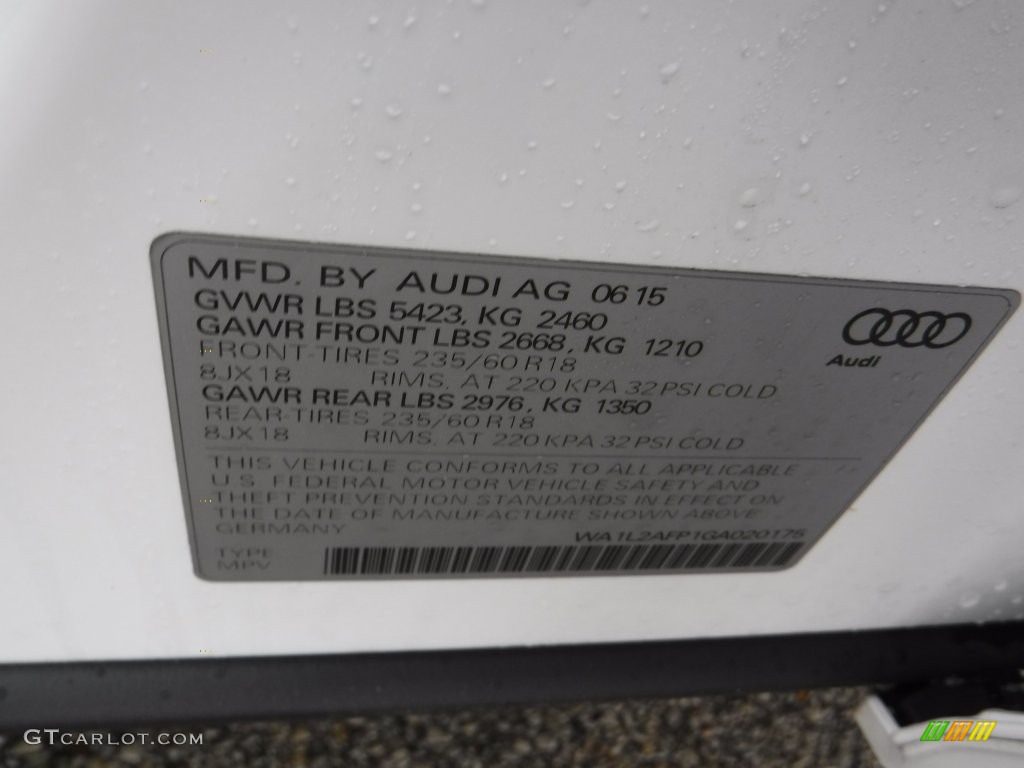 MFD. BY AUDI AG 06 15
GVWR LBS 5423, KG 2460
GAWR FRONT LBS 2668, KG 1210
FRONT-TIRES 235/60 R18
8JX18 RIMS, AT 220 KPA 32 PSI COLD
GAWR REAR LBS 2976, KG 1350
REAR-TIRES 235/60 R18
8JX18 RIMS, AT 220 KPA 32 PSI COLD
Audi
THIS VEHICLE CONFORMS TO ALL APPLICABLE
U.S. FEDERAL MOTOR VEHICLE SAFETY AND
THEFT PREVENTION STANDARDS IN EFFECT ON
THE DATE OF MANUFACTURE SHOWN ABOVE
GERMANY WA1L2AFP1GA020175
TYPE
MPV
GTCARLOT.COM